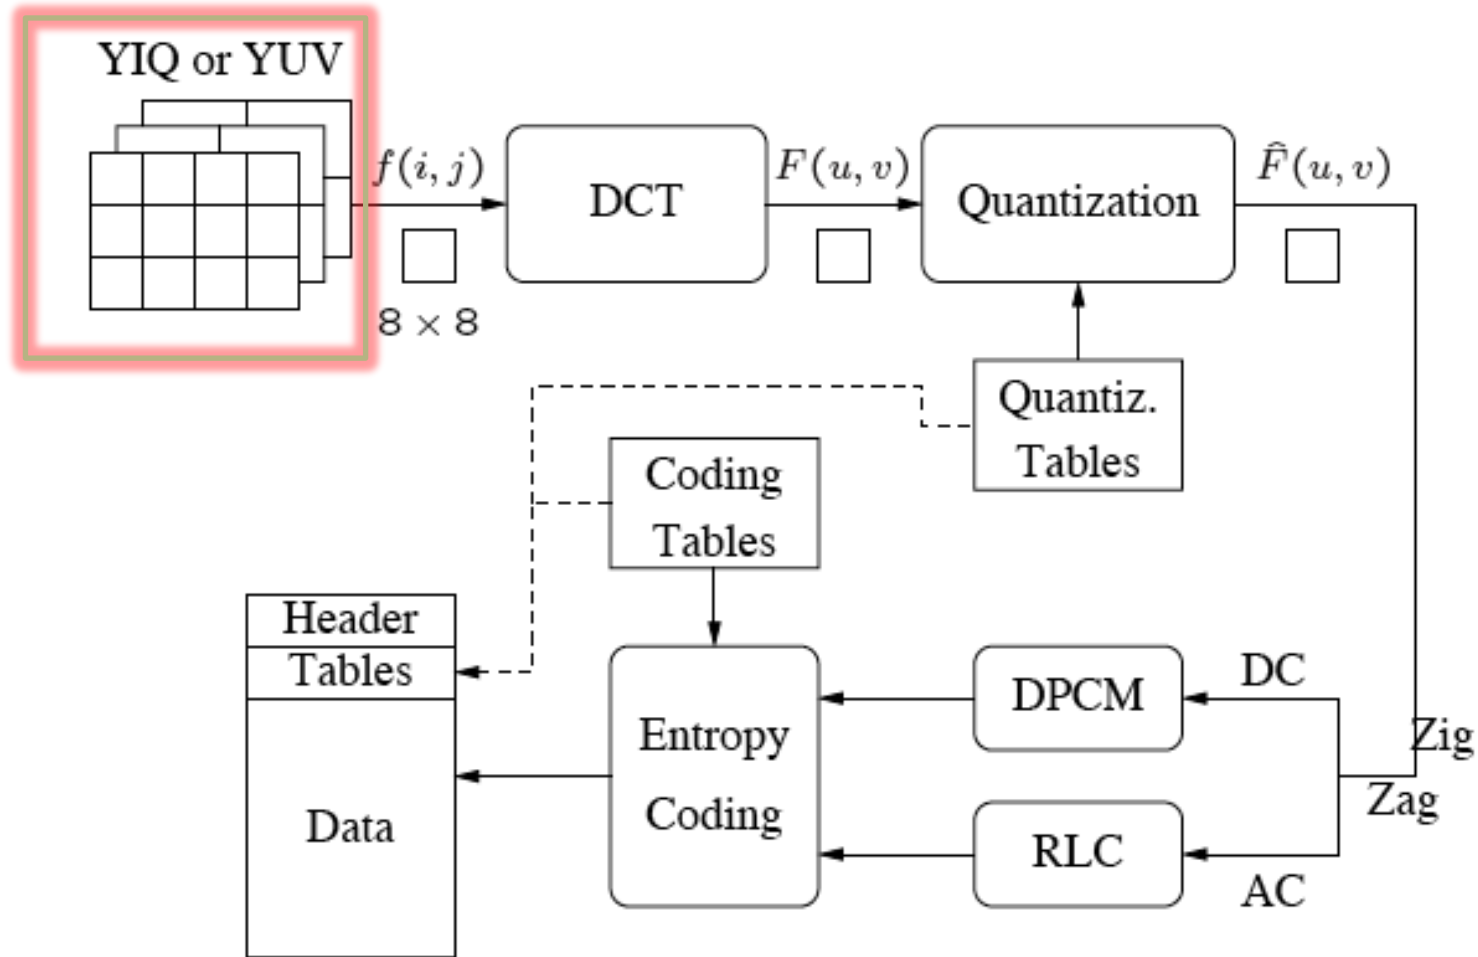 YIQ or YUV
f(i, j)
8 × 8
DCT
F(u, v)
Quantization
F̂(u, v)
Quantiz.
Tables
Coding
Tables
Header
Tables
Data
Entropy
Coding
DPCM
DC
Zig
Zag
RLC
AC